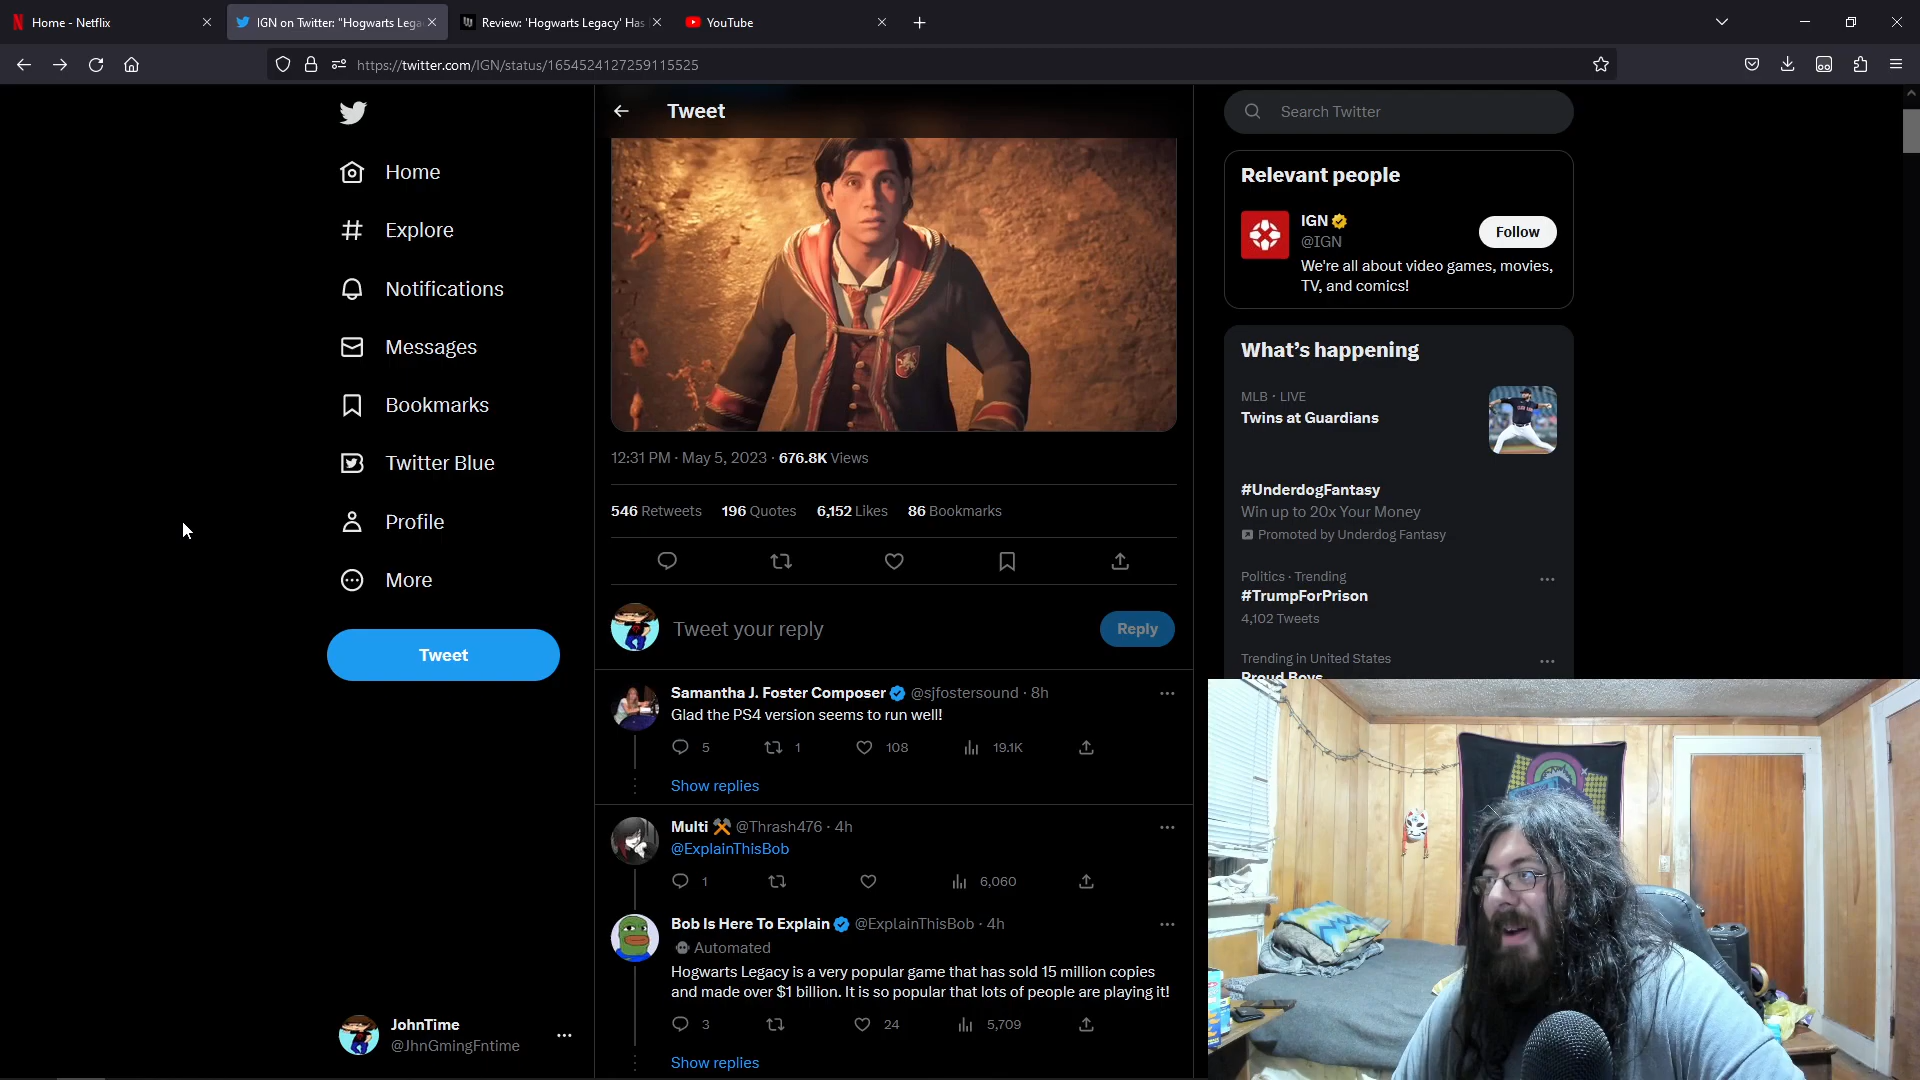 Home - Netflix
IGN on Twitter: "Hogwarts Lega
Review: 'Hogwarts Legacy' Has
YouTube
https://twitter.com/IGN/status/1654524127259115525
Home
Explore
Notifications
Messages
Bookmarks
Twitter Blue
Profile
More
Tweet
JohnTime
@JhnGmingFntime
Tweet
12:31 PM · May 5, 2023 · 676.8K Views
546 Retweets 196 Quotes 6,152 Likes 86 Bookmarks
Tweet your reply
Reply
Samantha J. Foster Composer @sjfostersound · 8h
Glad the PS4 version seems to run well!
5 1 108 19.1K
Show replies
Multi @Thrash476 · 4h
@ExplainThisBob
1 6,060
Bob Is Here To Explain @ExplainThisBob · 4h
Automated
Hogwarts Legacy is a very popular game that has sold 15 million copies
and made over $1 billion. It is so popular that lots of people are playing it!
3 24 5,709
Show replies
Search Twitter
Relevant people
IGN
@IGN
Follow
We're all about video games, movies,
TV, and comics!
What's happening
MLB · LIVE
Twins at Guardians
#UnderdogFantasy
Win up to 20x Your Money
Promoted by Underdog Fantasy
Politics · Trending
#TrumpForPrison
4,102 Tweets
Trending in United States
Proud Boys